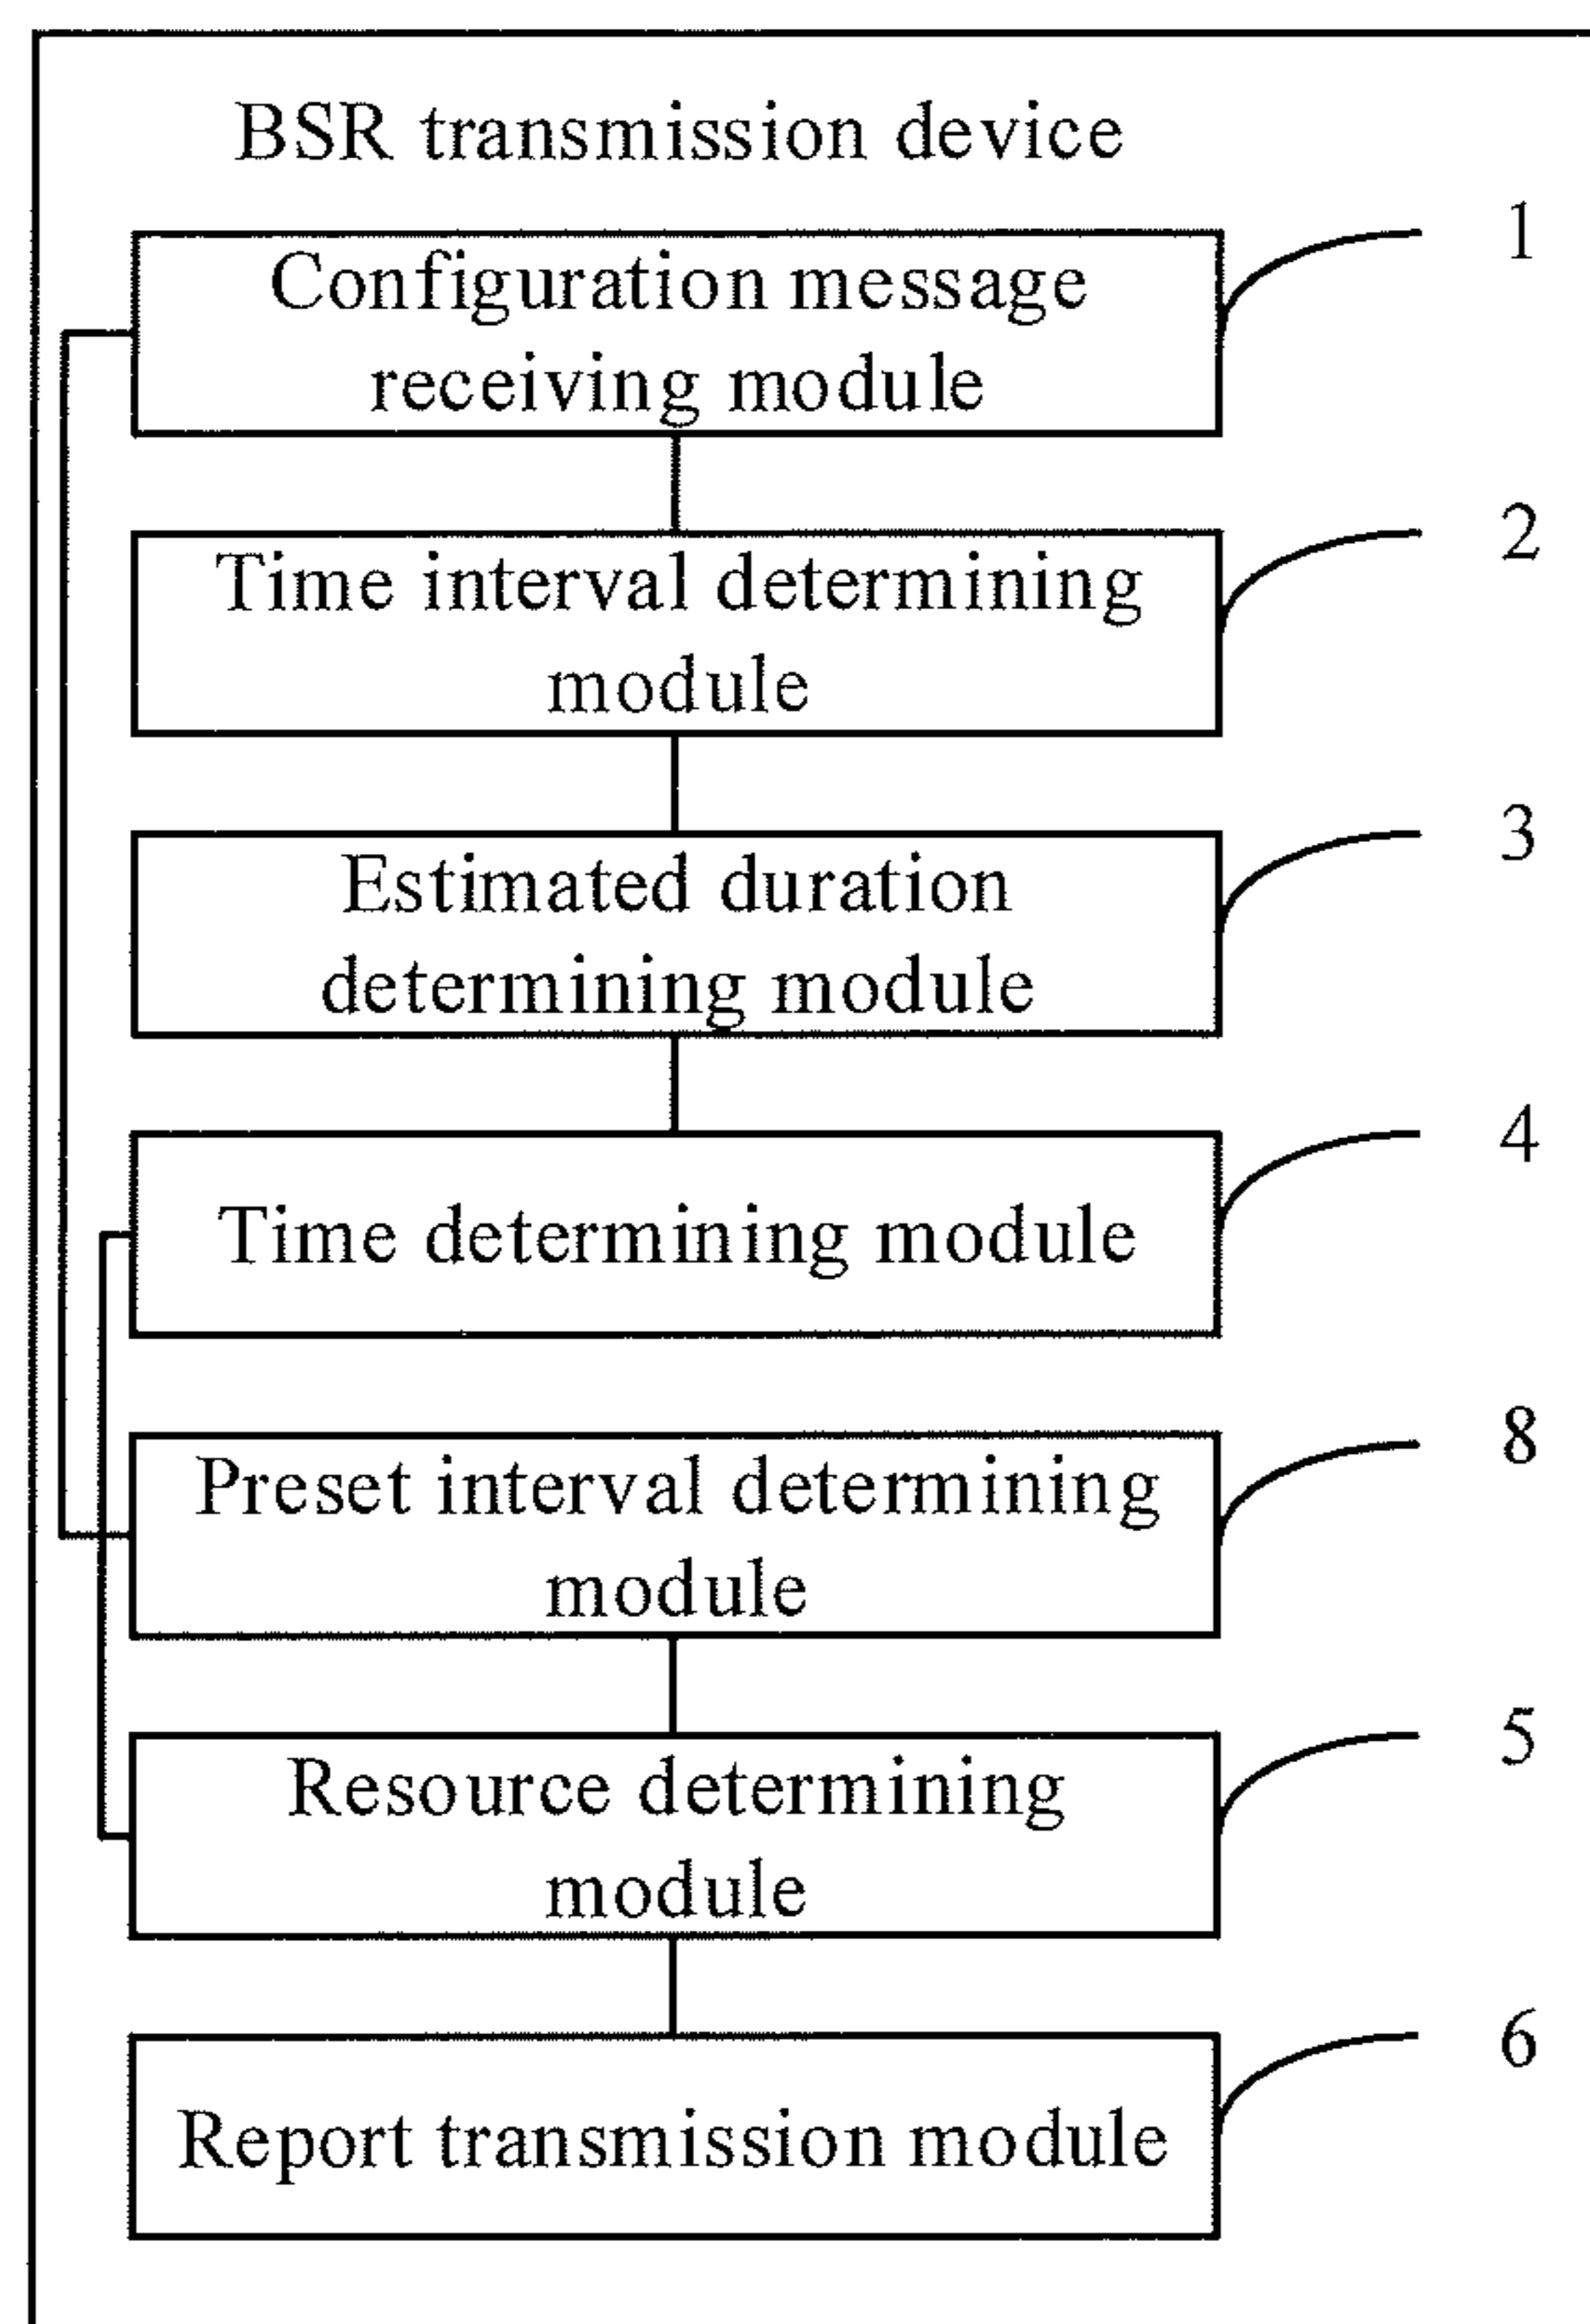 BSR transmission device
1
Configuration message
receiving module
2
Time interval determining
module
3
Estimated duration
determining module
4
Time determining module
8
Preset interval determining
module
5
Resource determining
module
6
Report transmission module